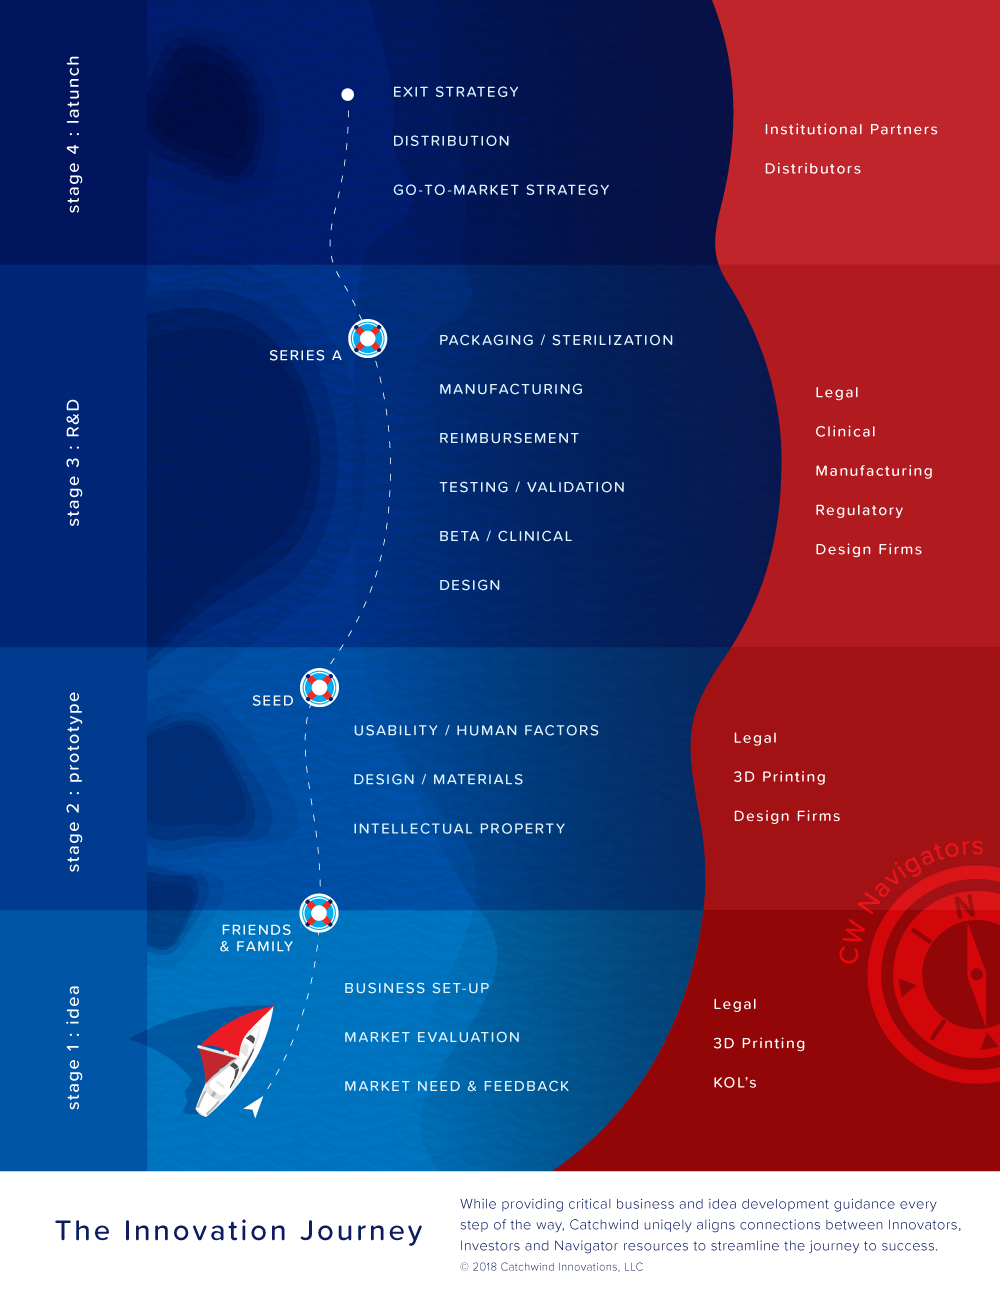 stage 4 : latunch
EXIT STRATEGY
DISTRIBUTION
GO-TO-MARKET STRATEGY
Institutional Partners
Distributors
stage 3 : R&D
SERIES A
PACKAGING / STERILIZATION
MANUFACTURING
REIMBURSEMENT
TESTING / VALIDATION
BETA / CLINICAL
DESIGN
Legal
Clinical
Manufacturing
Regulatory
Design Firms
stage 2 : prototype
SEED
USABILITY / HUMAN FACTORS
DESIGN / MATERIALS
INTELLECTUAL PROPERTY
Legal
3D Printing
Design Firms
CW Navigators
N
stage 1 : idea
FRIENDS
& FAMILY
BUSINESS SET-UP
MARKET EVALUATION
MARKET NEED & FEEDBACK
Legal
3D Printing
KOL's
The Innovation Journey
While providing critical business and idea development guidance every
step of the way, Catchwind uniqely aligns connections between Innovators,
Investors and Navigator resources to streamline the journey to success.
© 2018 Catchwind Innovations, LLC